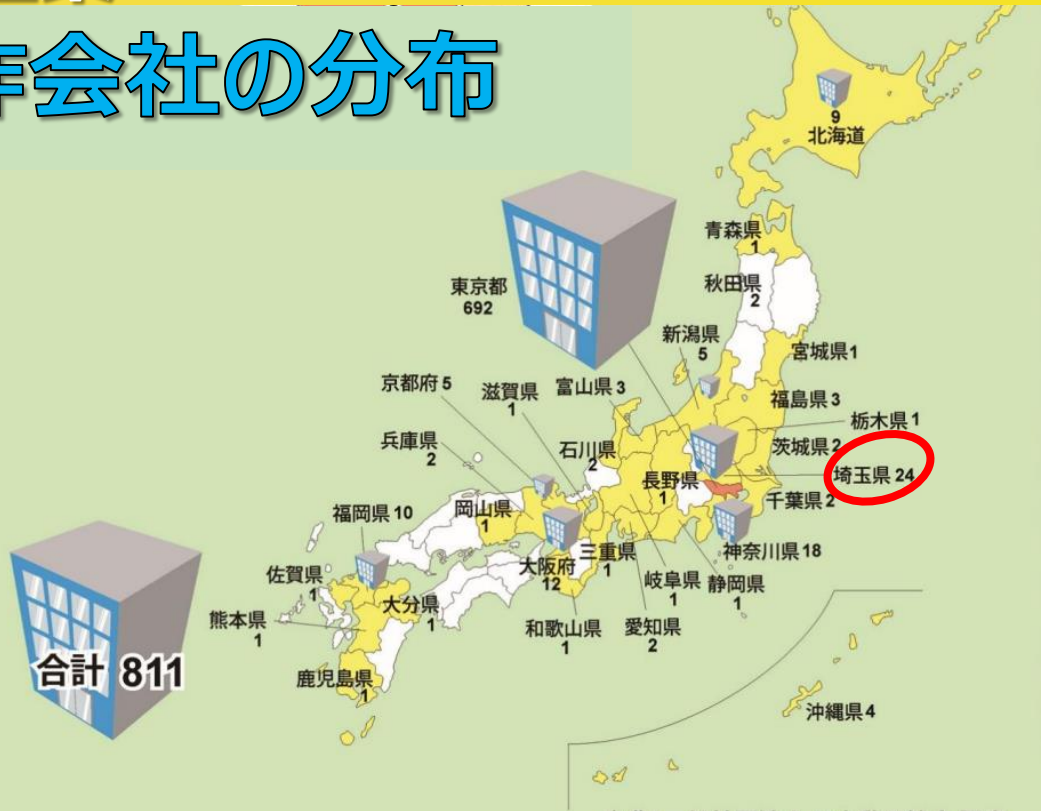 会社の分布
9
北海道
青森県
1
秋田県
2
東京都
692
新潟県
5
宮城県1
京都府5
滋賀県
1
富山県3
福島県3
栃木県1
兵庫県
2
石川県
2
茨城県2
長野県
1
埼玉県24
千葉県2
福岡県10
岡山県
1
神奈川県18
大阪府
12
三重県
1
佐賀県
1
岐阜県
1
静岡県
1
大分県
1
熊本県
1
和歌山県
1
愛知県
2
合計 811
鹿児島県
1
沖縄県4